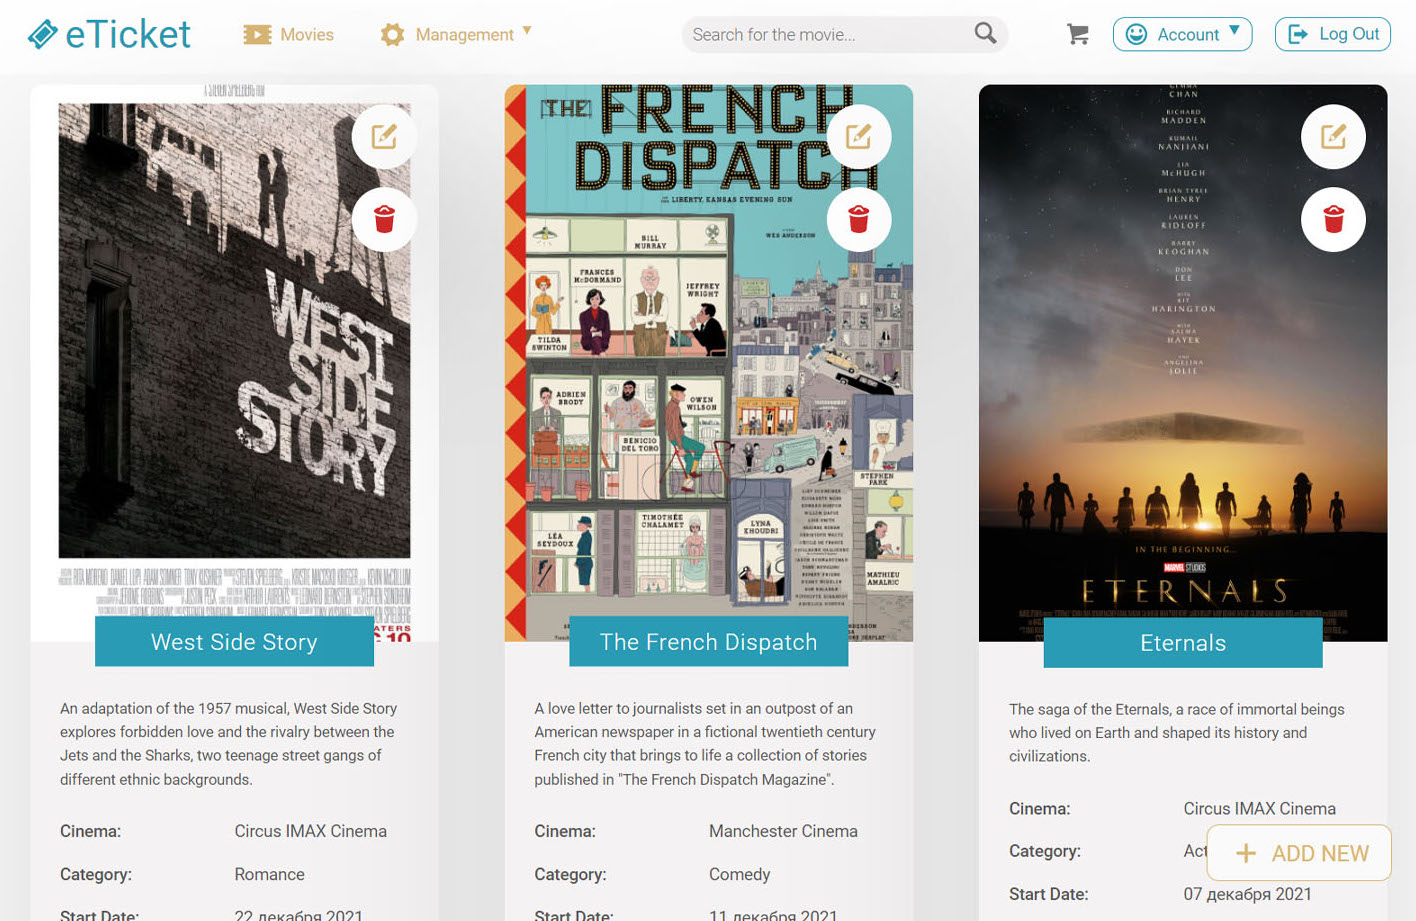 eTicket
Movies
Management
Search for the movie...
Account
Log Out
A STEVEN SPIELBERG FILM
WEST
SIDE
STORY
RITA MORENO
West Side Story
An adaptation of the 1957 musical, West Side Story
explores forbidden love and the rivalry between the
Jets and the Sharks, two teenage street gangs of
different ethnic backgrounds.
Cinema: Circus IMAX Cinema
Category: Romance
Start Date: 22 декабря 2021
THE FRENCH
DISPATCH
LIBERTY, KANSAS EVENING SUN
WES ANDERSON
BILL
MURRAY
FRANCES
McDORMAND
JEFFREY
WRIGHT
TILDA
SWINTON
ADRIEN
BRODY
OWEN
WILSON
BENICIO
DEL TORO
STEPHEN
PARK
TIMOTHÉE
CHALAMET
LYNA
KHOUDRI
LÉA
SEYDOUX
MATHIEU
AMALRIC
The French Dispatch
A love letter to journalists set in an outpost of an
American newspaper in a fictional twentieth century
French city that brings to life a collection of stories
published in "The French Dispatch Magazine".
Cinema: Manchester Cinema
Category: Comedy
Start Date: 11 декабря 2021
GEMMA
CHAN
RICHARD
MADDEN
KUMAIL
NANJIANI
LIA
McHUGH
BRIAN TYREE
HENRY
LAUREN
RIDLOFF
BARRY
KEOGHAN
DON
LEE
WITH
KIT
HARINGTON
WITH
SALMA
HAYEK
AND
ANGELINA
JOLIE
IN THE BEGINNING...
MARVEL STUDIOS
ETERNALS
Eternals
The saga of the Eternals, a race of immortal beings
who lived on Earth and shaped its history and
civilizations.
Cinema: Circus IMAX Cinema
Category: Act
Start Date: 07 декабря 2021
ADD NEW